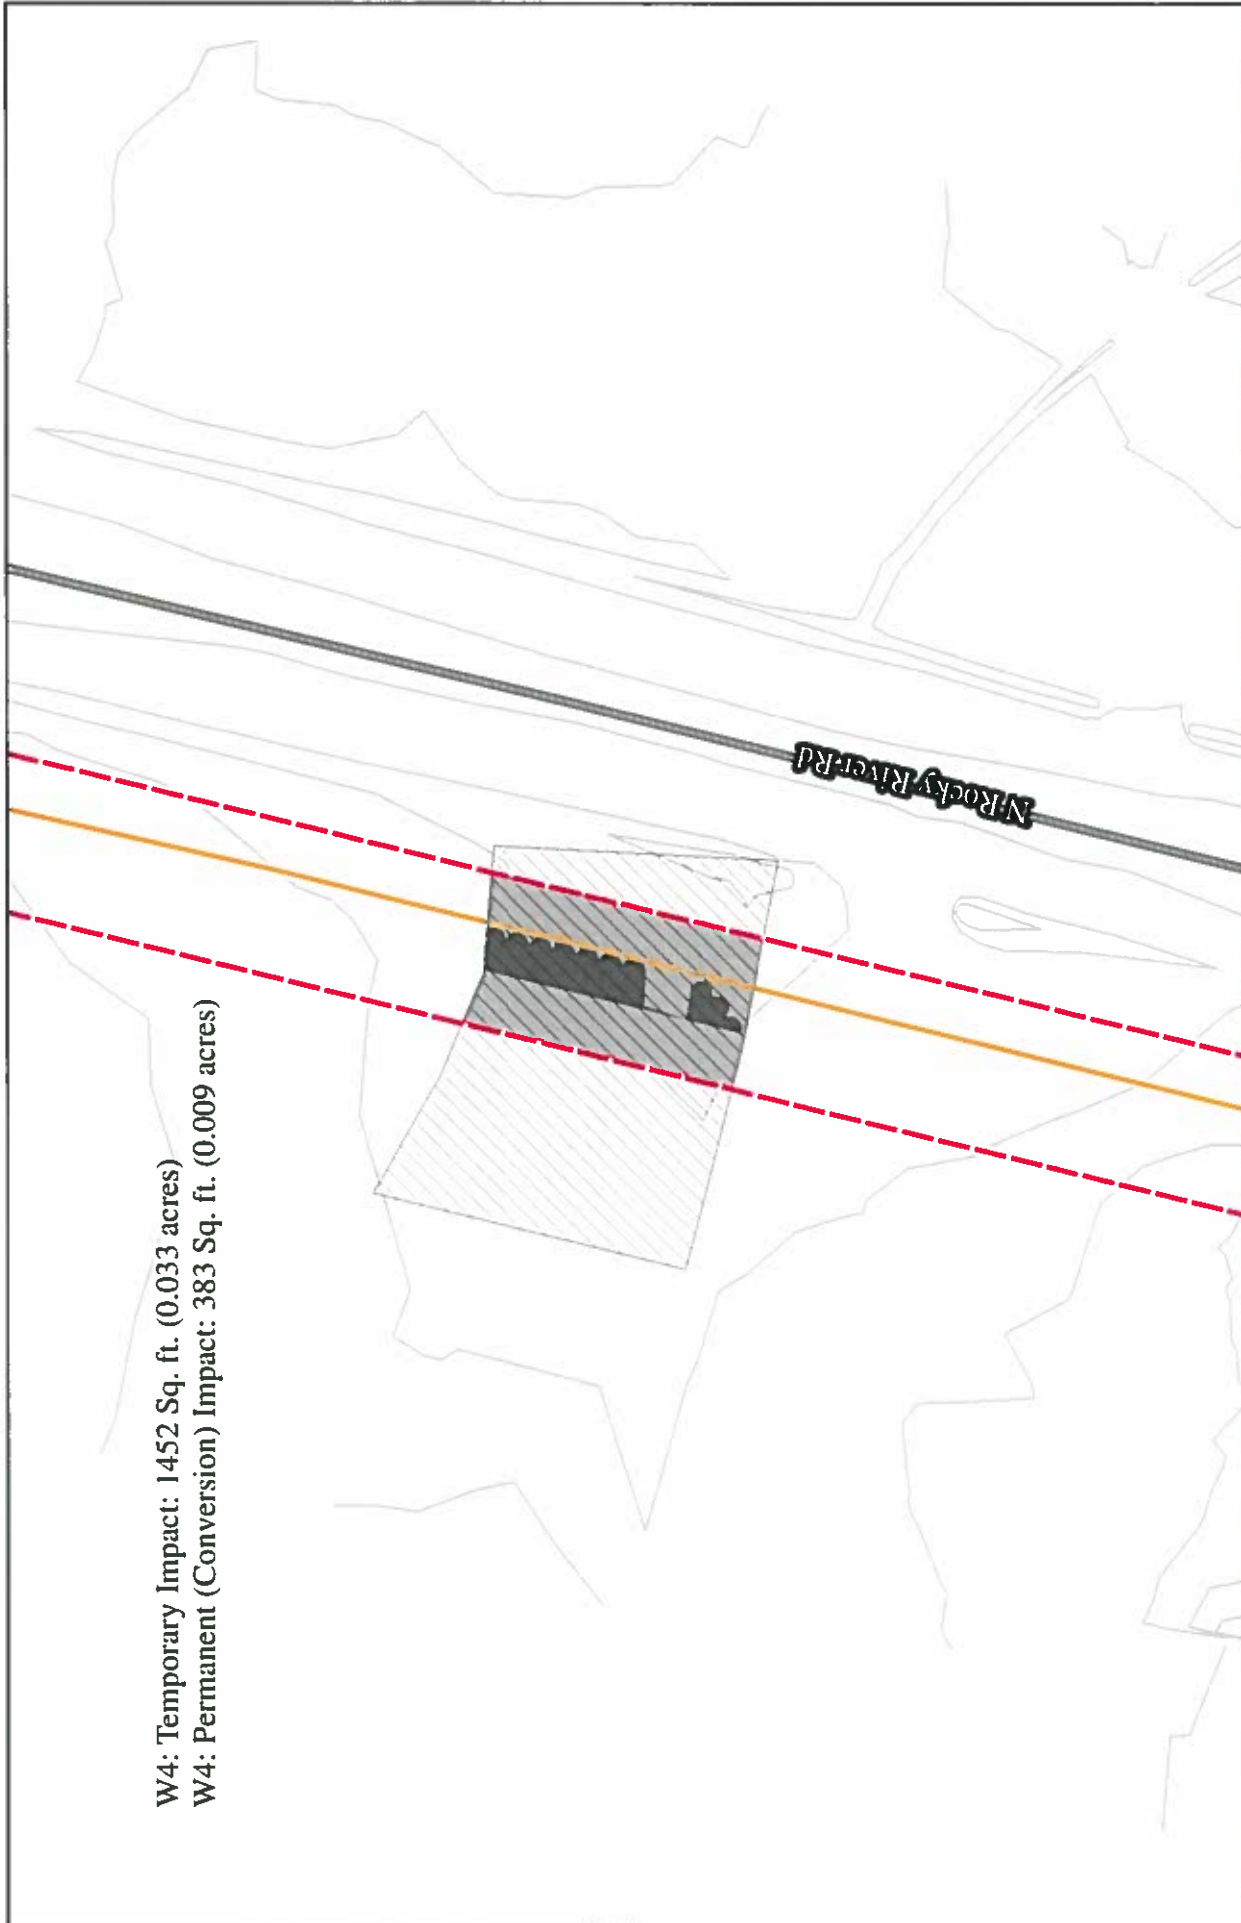 W4: Temporary Impact: 1452 Sq. ft. (0.033 acres)
W4: Permanent (Conversion) Impact: 383 Sq. ft. (0.009 acres)
N Rocky River Rd